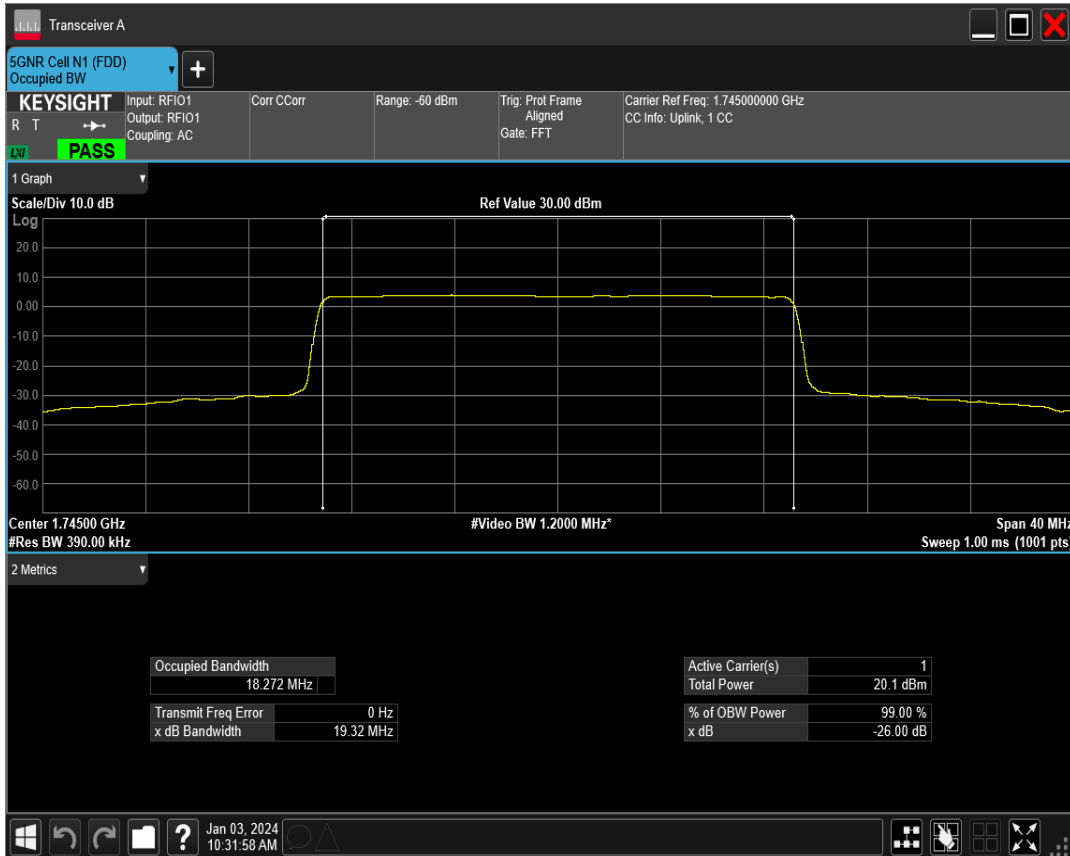 Transceiver A
5GNR Cell N1 (FDD)
Occupied BW
+
KEYSIGHT
R T
LXI
PASS
Input: RFIO1
Output: RFIO1
Coupling: AC
Corr CCorr
Range: -60 dBm
Trig: Prot Frame
Aligned
Gate: FFT
Carrier Ref Freq: 1.745000000 GHz
CC Info: Uplink, 1 CC
1 Graph
Scale/Div 10.0 dB
Ref Value 30.00 dBm
Log
20.0
10.0
0.00
-10.0
-20.0
-30.0
-40.0
-50.0
-60.0
Center 1.74500 GHz
#Video BW 1.2000 MHz*
Span 40 MHz
#Res BW 390.00 kHz
Sweep 1.00 ms (1001 pts)
2 Metrics
Occupied Bandwidth
18.272 MHz
Transmit Freq Error 0 Hz
x dB Bandwidth 19.32 MHz
Active Carrier(s) 1
Total Power 20.1 dBm
% of OBW Power 99.00 %
x dB -26.00 dB
?
Jan 03, 2024
10:31:58 AM